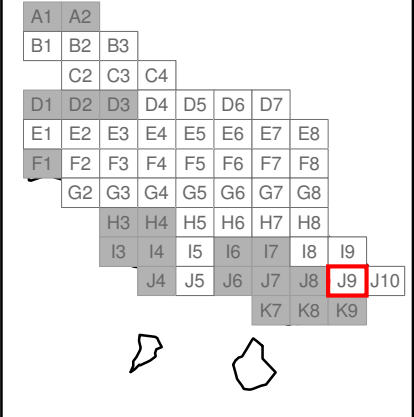 A1 A2
B1 B2 B3
C2 C3 C4
D1 D2 D3 D4 D5 D6 D7
E1 E2 E3 E4 E5 E6 E7 E8
F1 F2 F3 F4 F5 F6 F7 F8
G2 G3 G4 G5 G6 G7 G8
H3 H4 H5 H6 H7 H8
I3 I4 I5 I6 I7 I8 I9
J4 J5 J6 J7 J8 J9 J10
K7 K8 K9